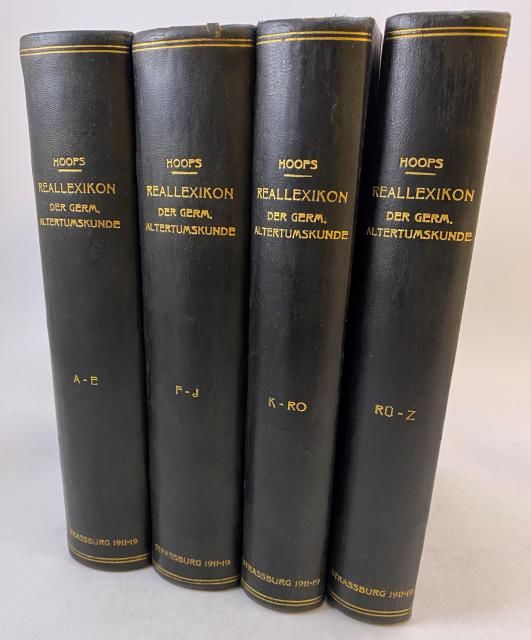 HOOPS
REALLEXIKON
DER GERM.
ALTERTUMSKUNDE
A-E
STRASSBURG 1911-19
HOOPS
REALLEXIKON
DER GERM.
ALTERTUMSKUNDE
F-J
STRASSBURG 1911-19
HOOPS
REALLEXIKON
DER GERM.
ALTERTUMSKUNDE
K-RO
STRASSBURG 1911-19
HOOPS
REALLEXIKON
DER GERM.
ALTERTUMSKUNDE
RÜ-Z
STRASSBURG 1911-19